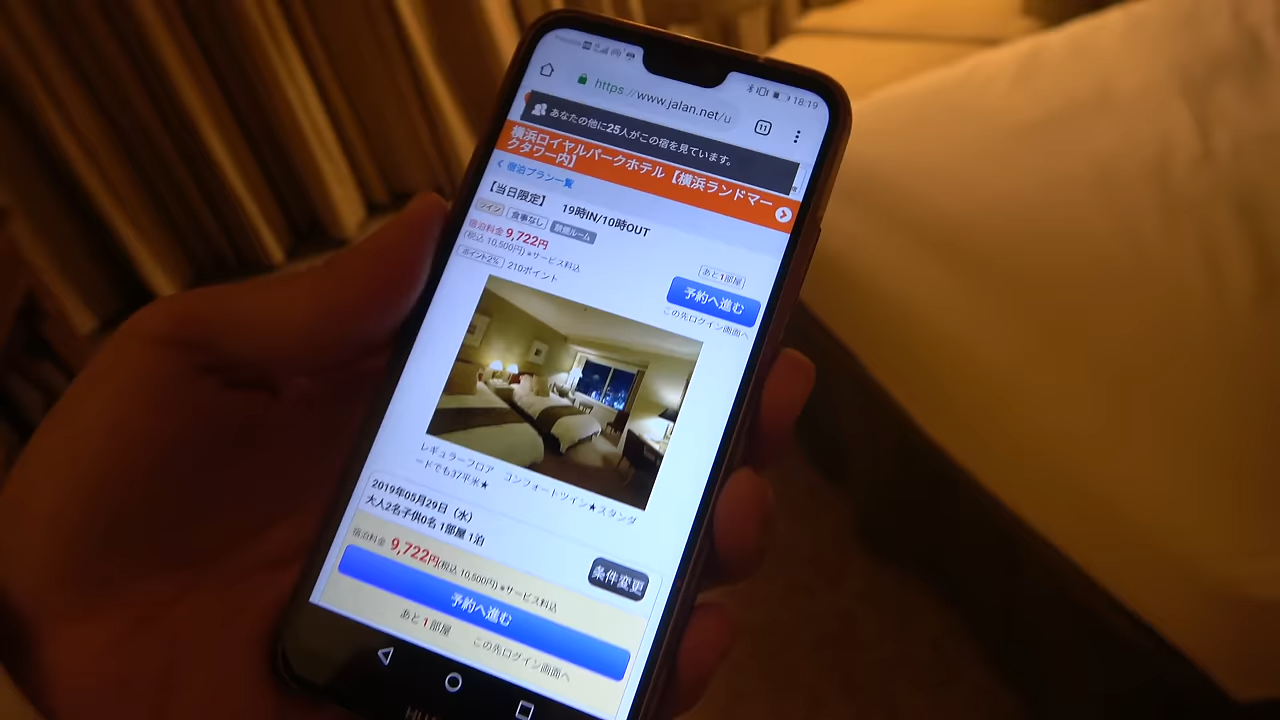 18:19
https://www.jalan.net/u
11
あなたの他に25人がこの宿を見ています。
横浜ロイヤルパークホテル【横浜ランドマー
クタワー内】
宿泊プラン一覧
【当日限定】 19時IN/10時OUT
ツイン 食事なし 禁煙ルーム
宿泊料金 9,722円
(税込 10,500円) ※サービス料込
ポイント2% 210ポイント
あと1部屋
予約へ進む
この先ログイン画面へ
レギュラーフロア コンフォートツイン★スタンダ
ードでも37平米★
2019年05月29日（水）
大人2名子供0名 1部屋 1泊
条件変更
宿泊料金 9,722円(税込 10,500円) ※サービス料込
予約へ進む
あと1部屋 この先ログイン画面へ